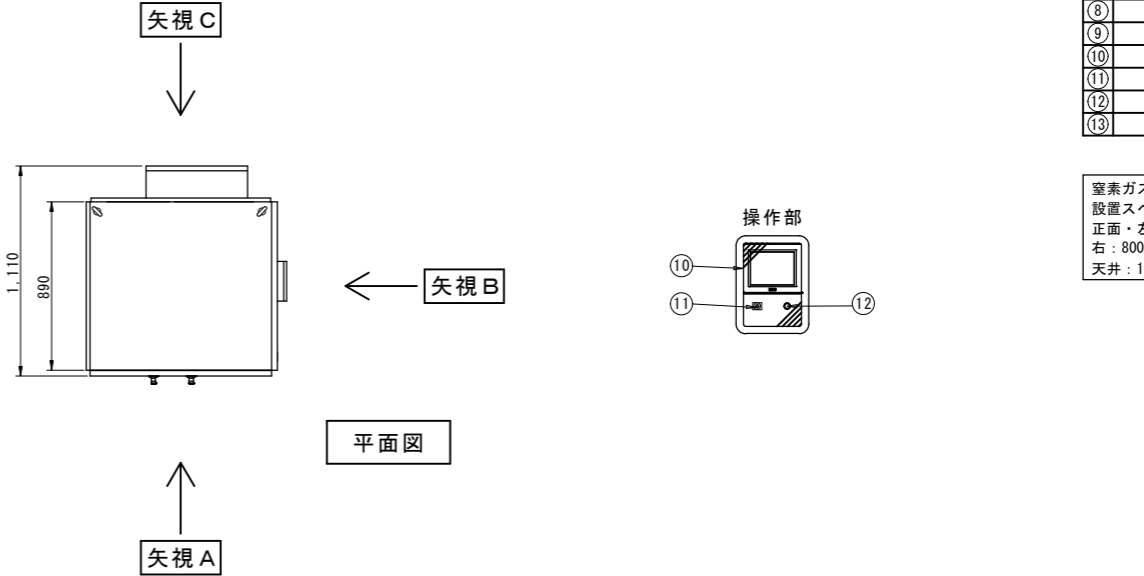 矢視C
1,110
890
矢視B
平面図
矢視A
操作部
⑩
⑪
⑫
⑧
⑨
⑩
⑪
⑫
⑬
窒素ガ
設置スペ
正面・
右：800
天井：1